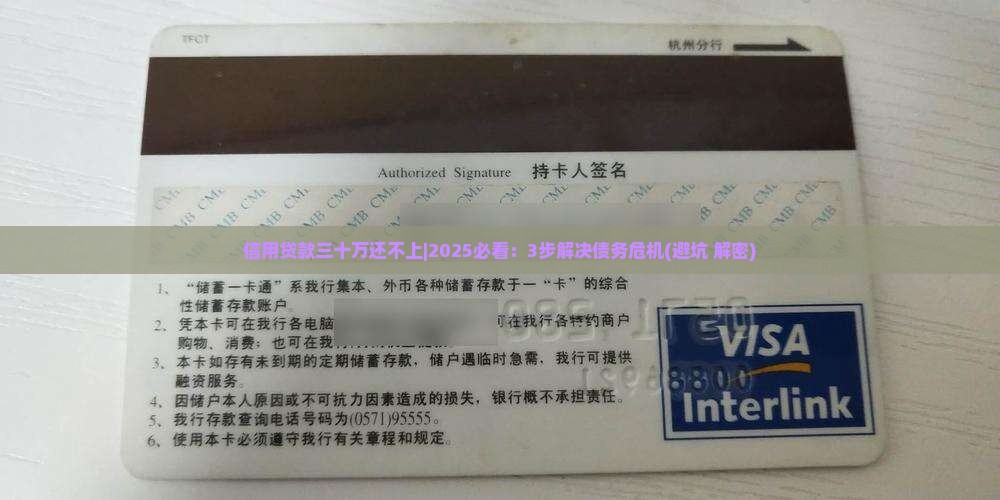 TFCT
杭州分行
Authorized Signature 持卡人签名
CMB CMB CMB CMB CMB CMB CMB
信用贷款三十万还不上|2025必看：3步解决债务危机(避坑 解密)
1、“储蓄一卡通”系我行集本、外币各种储蓄存款于一“卡”的综合
性储蓄存款账户
2、凭本卡可在我行各电脑 可在我行各特约商户
购物、消费；也可在我
3、本卡如存有未到期的定期储蓄存款，储户遇临时急需，我行可提供
融资服务。
4、因储户本人原因或不可抗力因素造成的损失，银行概不承担责任。
5、我行存款查询电话号码为(0571)95555。
6、使用本卡必须遵守我行有关章程和规定。
VISA
Interlink